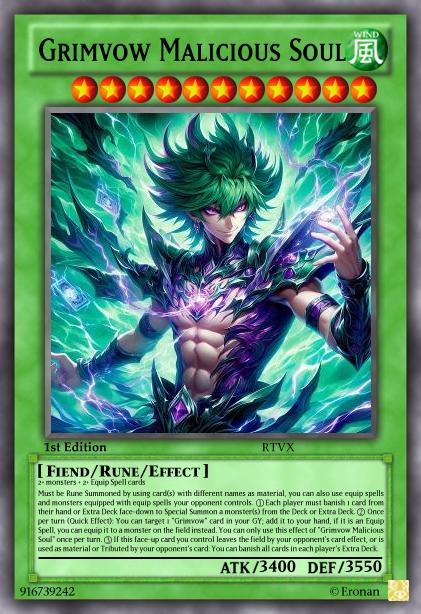 GRIMVOW MALICIOUS SOUL
WIND
風
1st Edition RTVX
[ FIEND/RUNE/EFFECT ]
2+ monsters + 2+ Equip Spell cards
Must be Rune Summoned by using card(s) with different names as material, you can also use equip spells
and monsters equipped with equip spells your opponent controls. ① Each player must banish 1 card from
their hand or Extra Deck face-down to Special Summon a monster(s) from the Deck or Extra Deck. ② Once
per turn (Quick Effect): You can target 1 "Grimvow" card in your GY; add it to your hand, if it is an Equip
Spell, you can equip it to a monster on the field instead. You can only use this effect of "Grimvow Malicious
Soul" once per turn. ③ If this face-up card you control leaves the field by your opponent's card effect, or is
used as material or Tributed by your opponent's card: You can banish all cards in each player's Extra Deck.
ATK/3400 DEF/3550
916739242 © Eronan